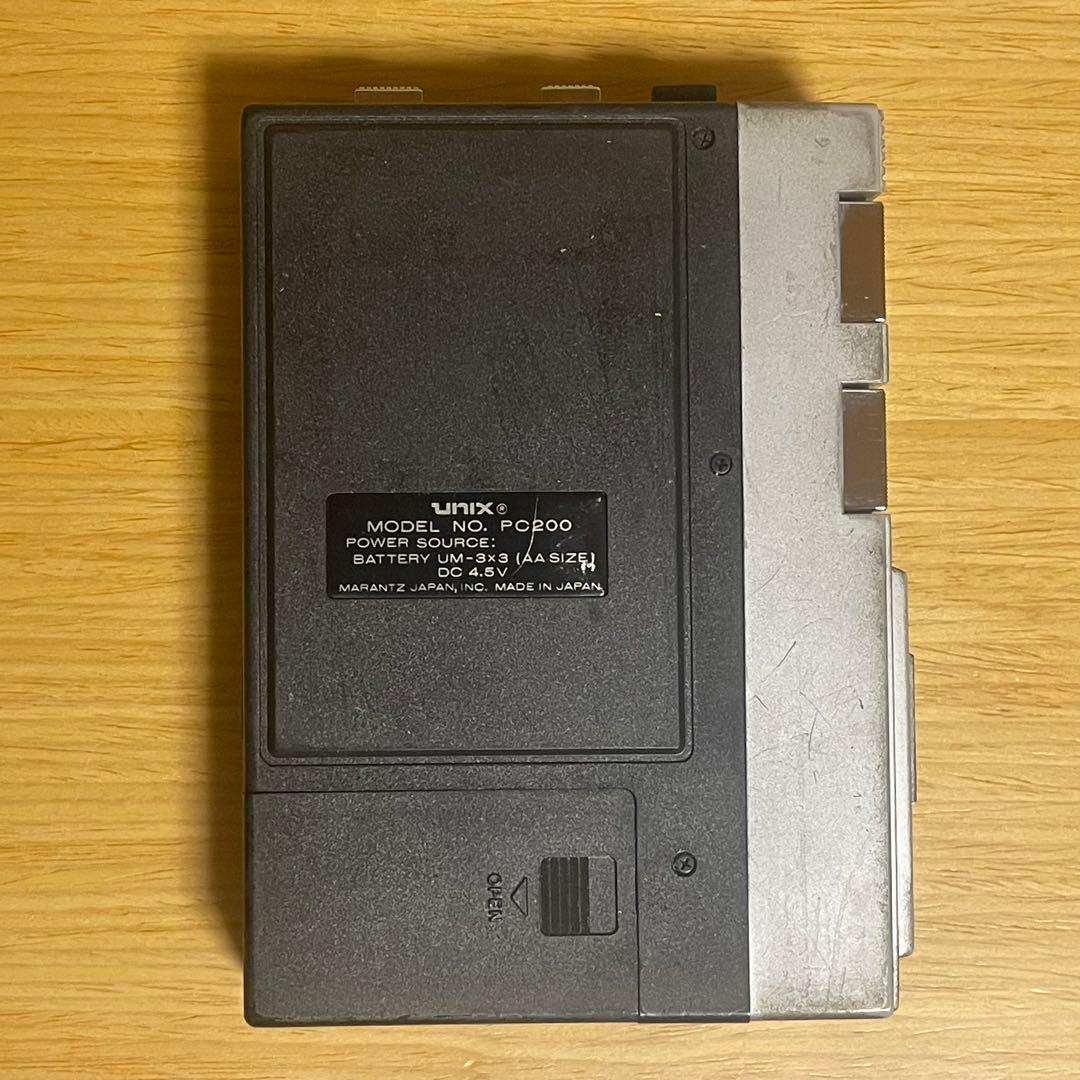 UNIX®
MODEL NO. PC200
POWER SOURCE:
BATTERY UM-3×3 (AA SIZE)
DC 4.5V
MARANTZ JAPAN, INC. MADE IN JAPAN
OPEN